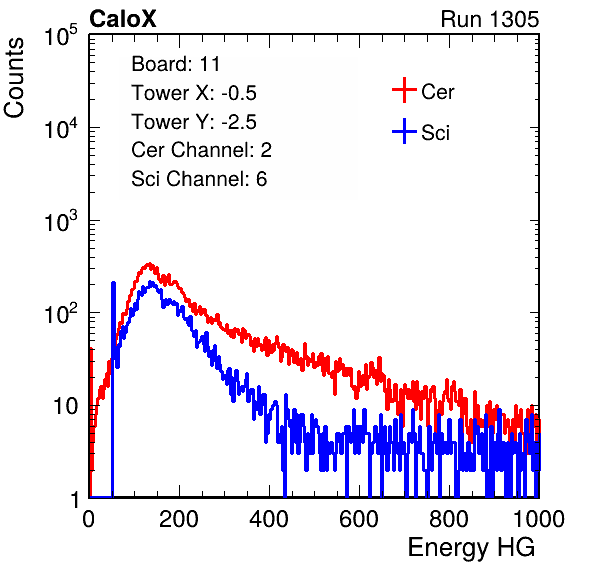 CaloX Run 1305
Counts
10^5
10^4
10^3
10^2
10
1
Board: 11
Tower X: -0.5
Tower Y: -2.5
Cer Channel: 2
Sci Channel: 6
Cer
Sci
0 200 400 600 800 1000
Energy HG